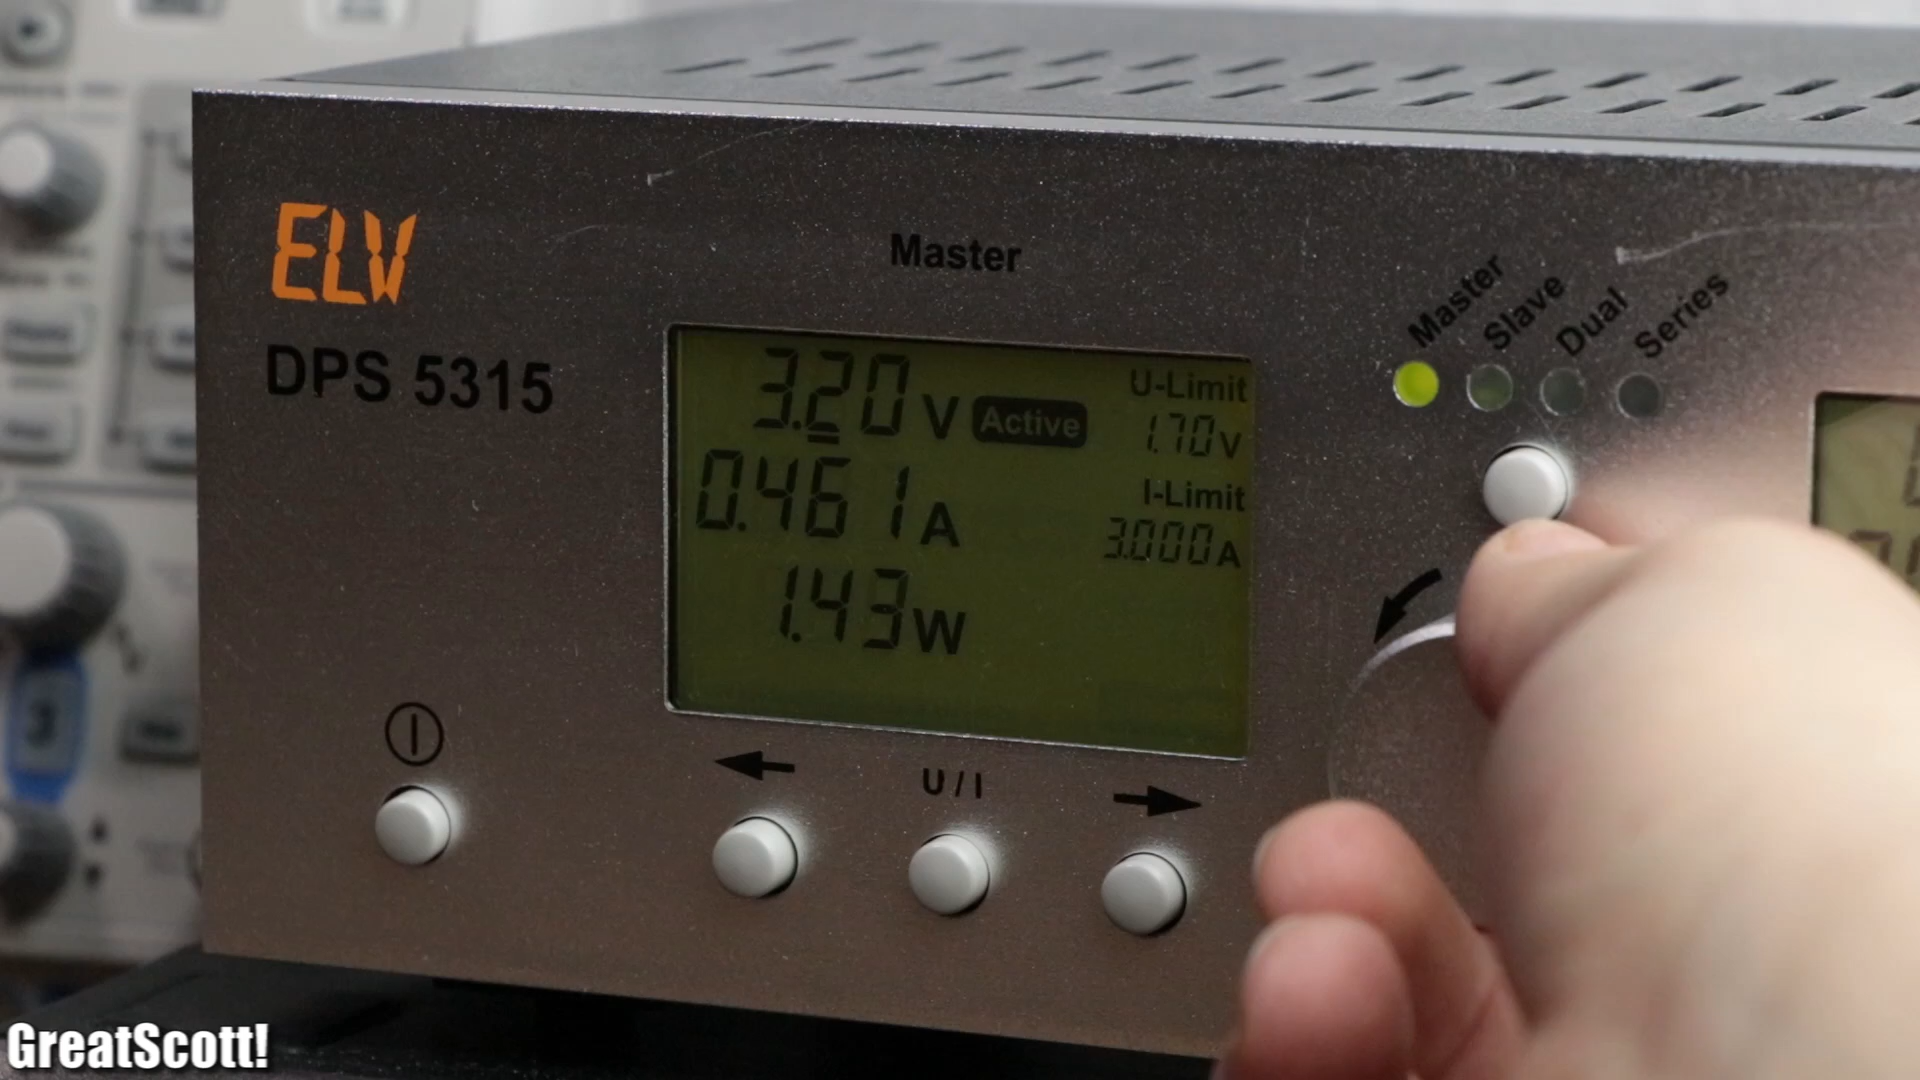 ELV
DPS 5315
Master
3.20 V Active
0.461 A
1.43 W
U-Limit
1.70 V
I-Limit
3.000 A
U / I
Master
Slave
Dual
Series
3
GreatScott!